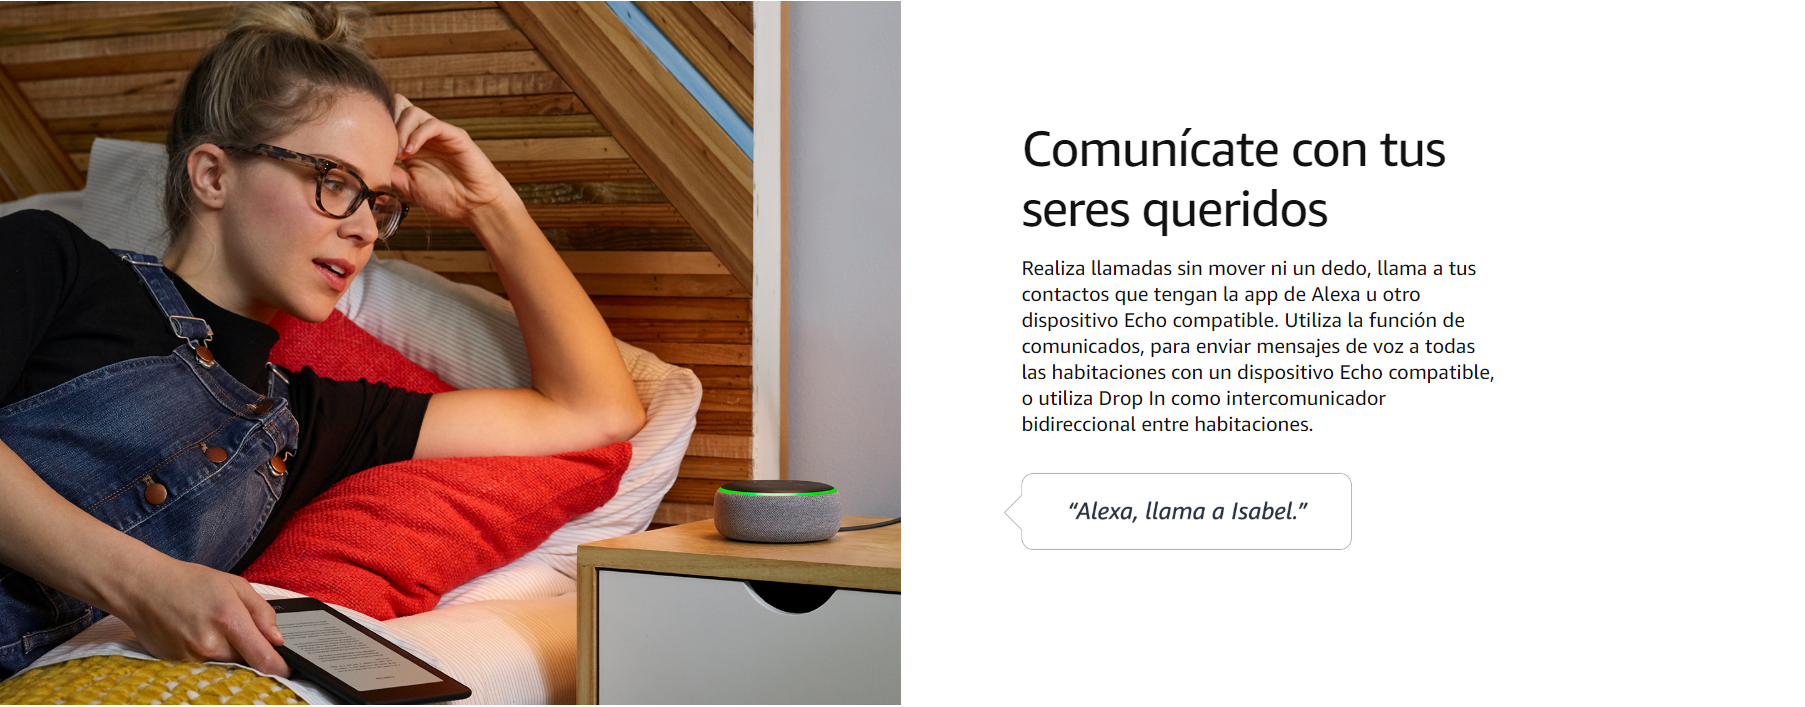 Comunícate con tus
seres queridos
Realiza llamadas sin mover ni un dedo, llama a tus
contactos que tengan la app de Alexa u otro
dispositivo Echo compatible. Utiliza la función de
comunicados, para enviar mensajes de voz a todas
las habitaciones con un dispositivo Echo compatible,
o utiliza Drop In como intercomunicador
bidireccional entre habitaciones.
“Alexa, llama a Isabel.”